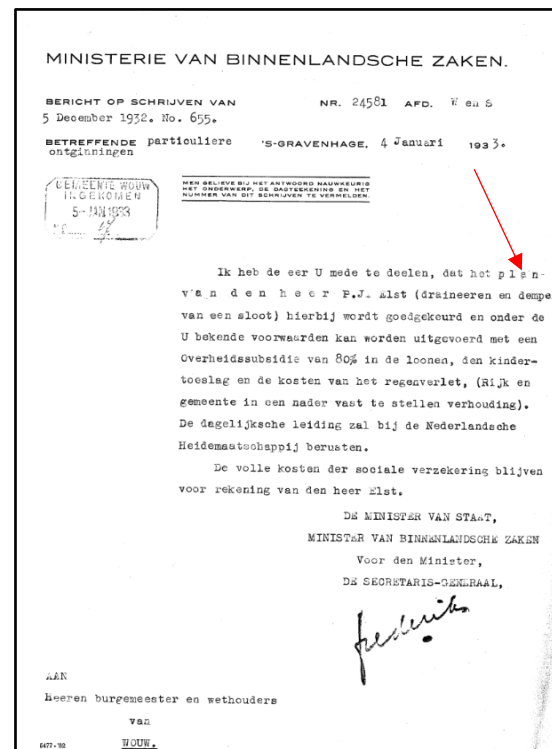 MINISTERIE VAN BINNENLANDSCHE ZAKEN.
BERICHT OP SCHRIJVEN VAN
5 December 1932. No. 655.
NR. 24581 AFD. W en S
BETREFFENDE particuliere
ontginningen
'S-GRAVENHAGE, 4 Januari 1933.
GEMEENTE WOUW
INGEKOMEN
5-JAN 1933
MEN GELIEVE BIJ HET ANTWOORD NAUWKEURIG
HET ONDERWERP, DE DAGTEEKENING EN HET
NUMMER VAN DIT SCHRIJVEN TE VERMELDEN.
Ik heb de eer U mede te deelen, dat het plan-
van den heer P.J. Elst (draineeren en dempe
van een sloot) hierbij wordt goedgekeurd en onder de
U bekende voorwaarden kan worden uitgevoerd met een
Overheidssubsidie van 80% in de loonen, den kinder-
toeslag en de kosten van het regenverlet, (Rijk en
gemeente in een nader vast te stellen verhouding).
De dagelijksche leiding zal bij de Nederlandsche
Heidemaatschappij berusten.
De volle kosten der sociale verzekering blijven
voor rekening van den heer Elst.
DE MINISTER VAN STAAT,
MINISTER VAN BINNENLANDSCHE ZAKEN
Voor den Minister,
DE SECRETARIS-GENERAAL,
frederiks
AAN
Heeren burgemeester en wethouders
van
WOUW.